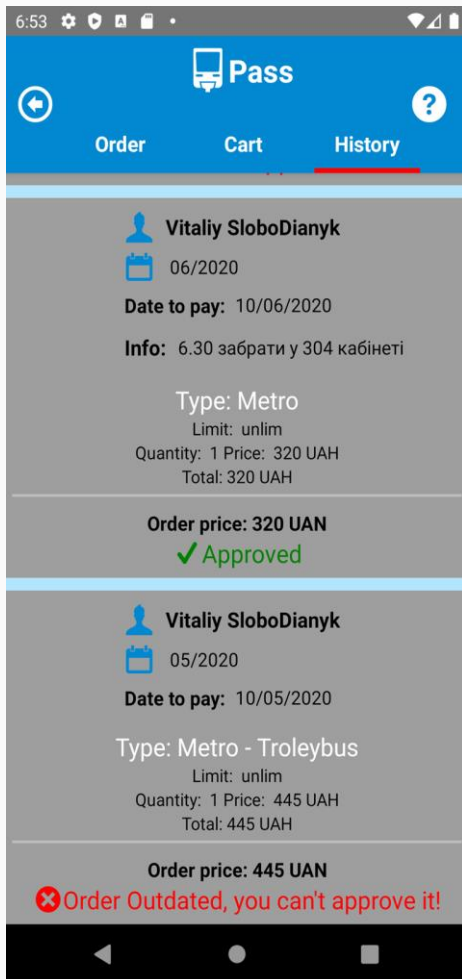 6:53
Pass
?
Order Cart History
Vitaliy SloboDianyk
06/2020
Date to pay: 10/06/2020
Info: 6.30 забрати у 304 кабінеті
Type: Metro
Limit: unlim
Quantity: 1 Price: 320 UAH
Total: 320 UAH
Order price: 320 UAN
Approved
Vitaliy SloboDianyk
05/2020
Date to pay: 10/05/2020
Type: Metro - Troleybus
Limit: unlim
Quantity: 1 Price: 445 UAH
Total: 445 UAH
Order price: 445 UAN
Order Outdated, you can't approve it!